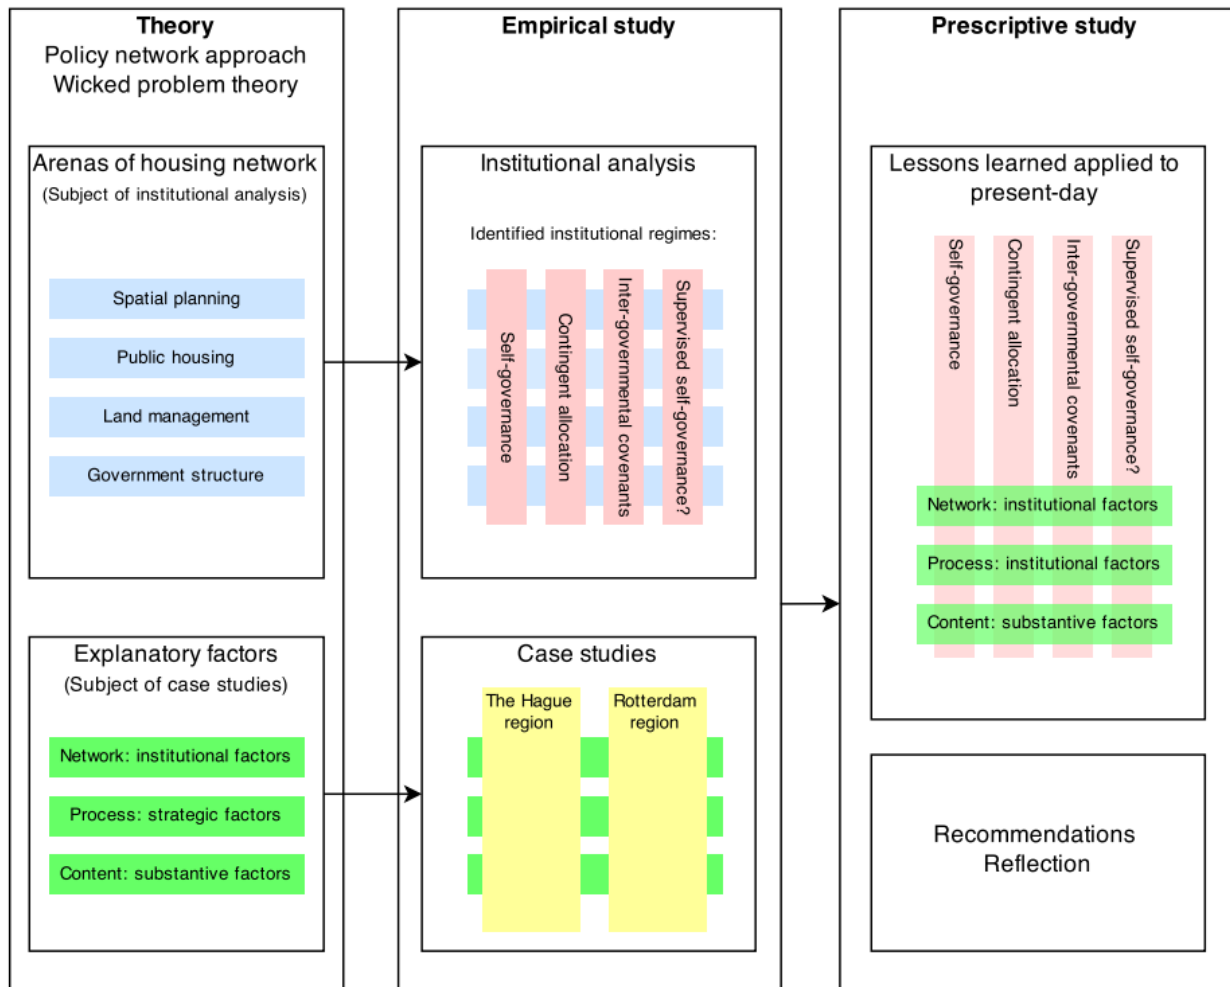 Theory
Policy network approach
Wicked problem theory
Arenas of housing network
(Subject of institutional analysis)
Spatial planning
Public housing
Land management
Government structure
Explanatory factors
(Subject of case studies)
Network: institutional factors
Process: strategic factors
Content: substantive factors
Empirical study
Institutional analysis
Identified institutional regimes:
Self-governance
Contingent allocation
Inter-governmental covenants
Supervised self-governance?
Case studies
The Hague
region
Rotterdam
region
Prescriptive study
Lessons learned applied to
present-day
Self-governance
Contingent allocation
Inter-governmental covenants
Supervised self-governance?
Network: institutional factors
Process: institutional factors
Content: substantive factors
Recommendations
Reflection